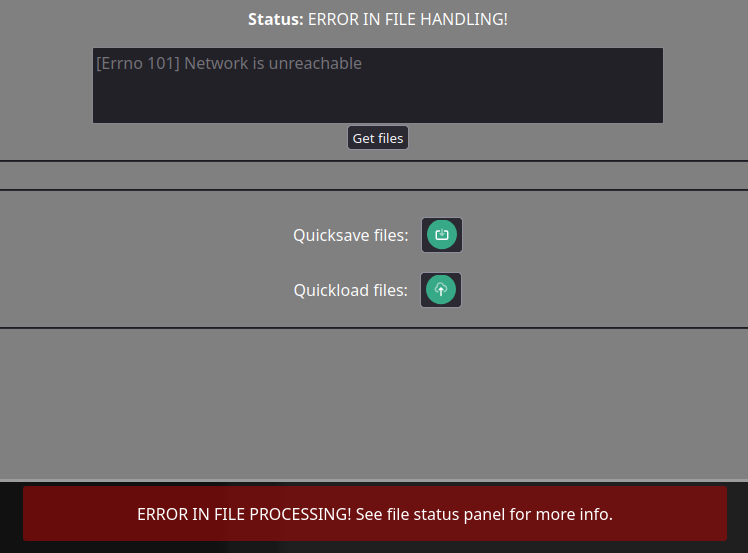 Status: ERROR IN FILE HANDLING!
[Errno 101] Network is unreachable
Get files
Quicksave files:
Quickload files:
ERROR IN FILE PROCESSING! See file status panel for more info.